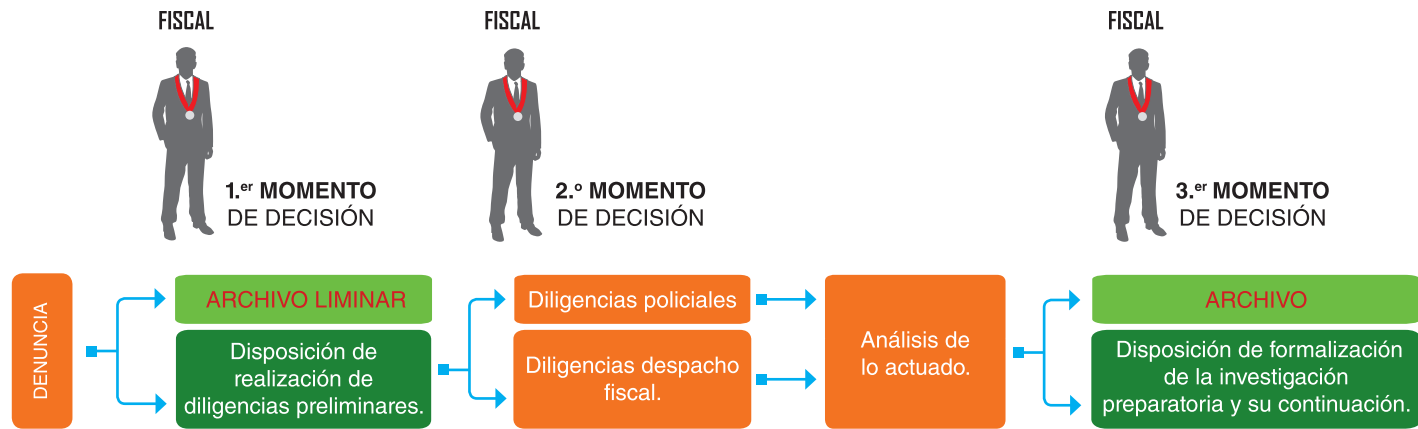 FISCAL
1.er MOMENTO
DE DECISIÓN
FISCAL
2.º MOMENTO
DE DECISIÓN
FISCAL
3.er MOMENTO
DE DECISIÓN
DENUNCIA
ARCHIVO LIMINAR
Disposición de
realización de
diligencias preliminares.
Diligencias policiales
Diligencias despacho
fiscal.
Análisis de
lo actuado.
ARCHIVO
Disposición de formalización
de la investigación
preparatoria y su continuación.